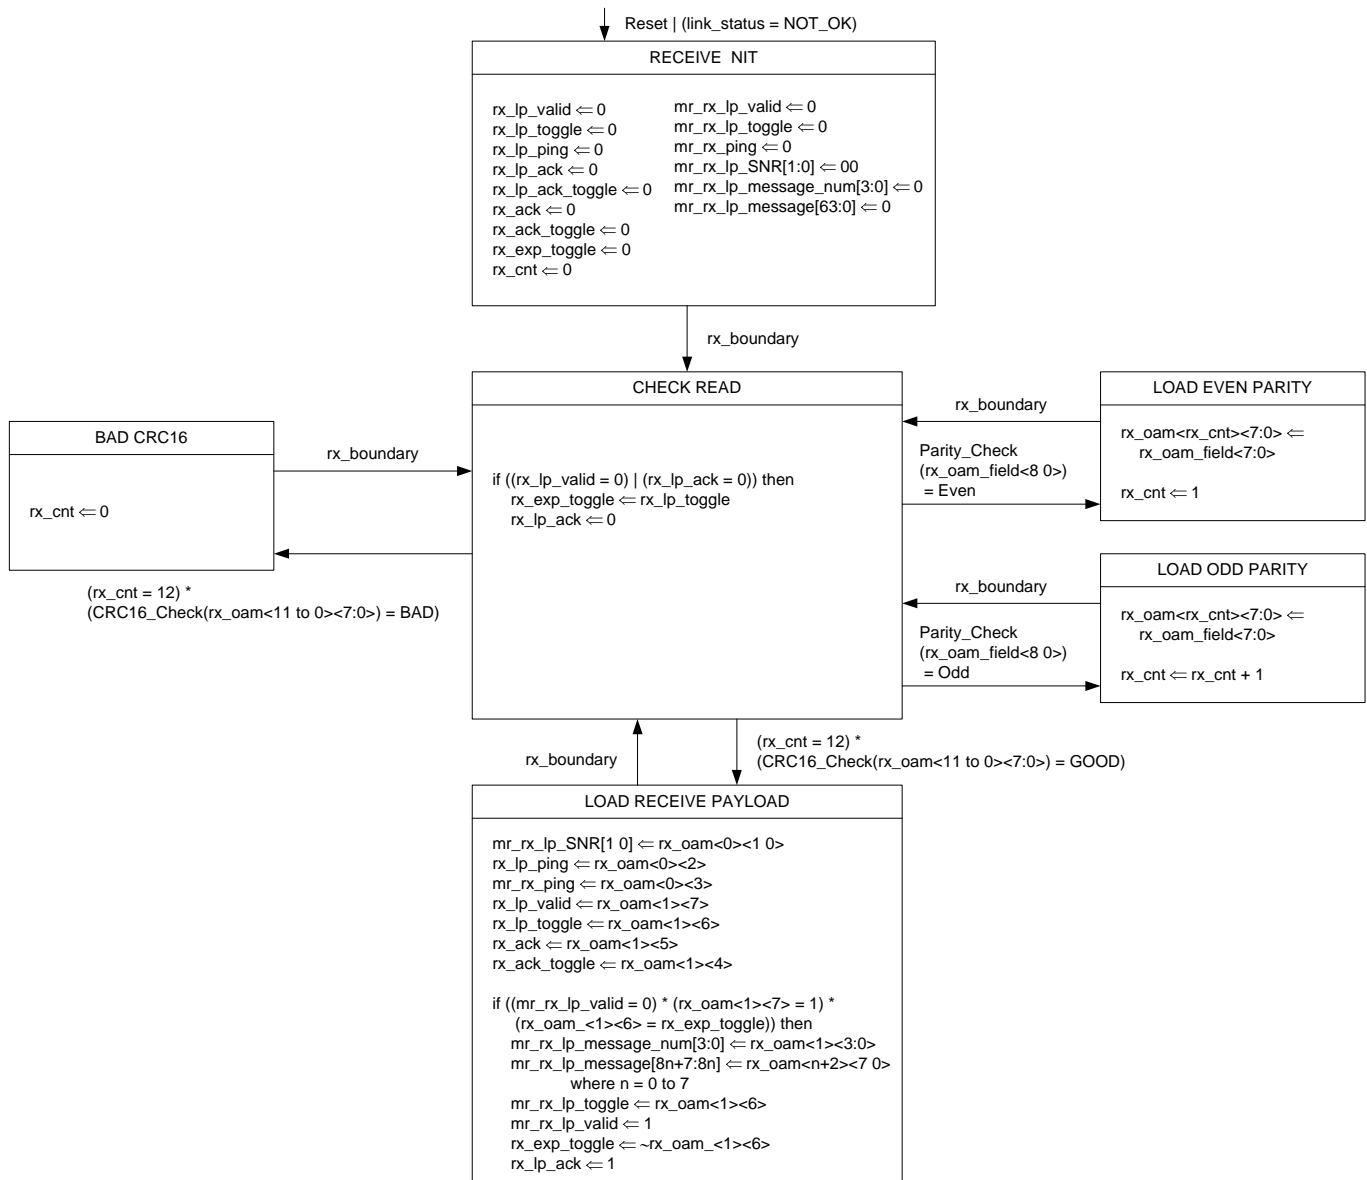 Reset | (link_status = NOT_OK)
RECEIVE NIT
rx_lp_valid ⇐ 0
rx_lp_toggle ⇐ 0
rx_lp_ping ⇐ 0
rx_lp_ack ⇐ 0
rx_lp_ack_toggle ⇐ 0
rx_ack ⇐ 0
rx_ack_toggle ⇐ 0
rx_exp_toggle ⇐ 0
rx_cnt ⇐ 0
mr_rx_lp_valid ⇐ 0
mr_rx_lp_toggle ⇐ 0
mr_rx_ping ⇐ 0
mr_rx_lp_SNR[1:0] ⇐ 00
mr_rx_lp_message_num[3:0] ⇐ 0
mr_rx_lp_message[63:0] ⇐ 0
rx_boundary
BAD CRC16
rx_cnt ⇐ 0
rx_boundary
(rx_cnt = 12) *
(CRC16_Check(rx_oam<11 to 0><7:0>) = BAD)
CHECK READ
if ((rx_lp_valid = 0) | (rx_lp_ack = 0)) then
rx_exp_toggle ⇐ rx_lp_toggle
rx_lp_ack ⇐ 0
rx_boundary
Parity_Check
(rx_oam_field<8 0>)
= Even
LOAD EVEN PARITY
rx_oam<rx_cnt><7:0> ⇐
rx_oam_field<7:0>
rx_cnt ⇐ 1
rx_boundary
Parity_Check
(rx_oam_field<8 0>)
= Odd
LOAD ODD PARITY
rx_oam<rx_cnt><7:0> ⇐
rx_oam_field<7:0>
rx_cnt ⇐ rx_cnt + 1
rx_boundary
(rx_cnt = 12) *
(CRC16_Check(rx_oam<11 to 0><7:0>) = GOOD)
LOAD RECEIVE PAYLOAD
mr_rx_lp_SNR[1 0] ⇐ rx_oam<0><1 0>
rx_lp_ping ⇐ rx_oam<0><2>
mr_rx_ping ⇐ rx_oam<0><3>
rx_lp_valid ⇐ rx_oam<1><7>
rx_lp_toggle ⇐ rx_oam<1><6>
rx_ack ⇐ rx_oam<1><5>
rx_ack_toggle ⇐ rx_oam<1><4>
if ((mr_rx_lp_valid = 0) * (rx_oam<1><7> = 1) *
(rx_oam_<1><6> = rx_exp_toggle)) then
mr_rx_lp_message_num[3:0] ⇐ rx_oam<1><3:0>
mr_rx_lp_message[8n+7:8n] ⇐ rx_oam<n+2><7 0>
where n = 0 to 7
mr_rx_lp_toggle ⇐ rx_oam<1><6>
mr_rx_lp_valid ⇐ 1
rx_exp_toggle ⇐ ~rx_oam_<1><6>
rx_lp_ack ⇐ 1